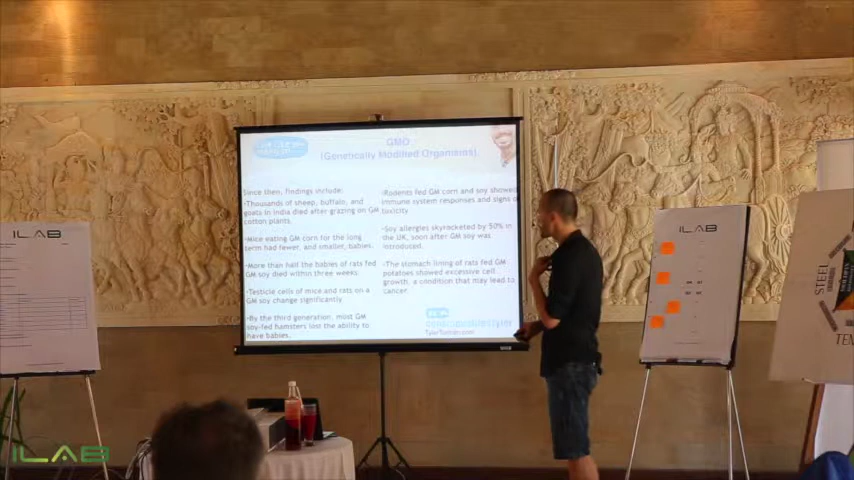 GMO
(Genetically Modified Organisms)
Since then, findings include:
-Thousands of sheep, buffalo, and
goats in India died after grazing on GM
cotton plants.
-Mice eating GM corn for the long
term had fewer, and smaller, babies.
-More than half the babies of rats fed
GM soy died within three weeks
-Testicle cells of mice and rats on a
GM soy change significantly.
-By the third generation, most GM
soy-fed hamsters lost the ability to
have babies.
-Rodents fed GM corn and soy showed
immune system responses and signs of
toxicity
-Soy allergies skyrocketed by 50% in
the UK, soon after GM soy was
introduced.
-The stomach lining of rats fed GM
potatoes showed excessive cell
growth, a condition that may lead to
cancer.
TylerTolman.com
ILAB
ILAB
STEEL
TEM
ILAB